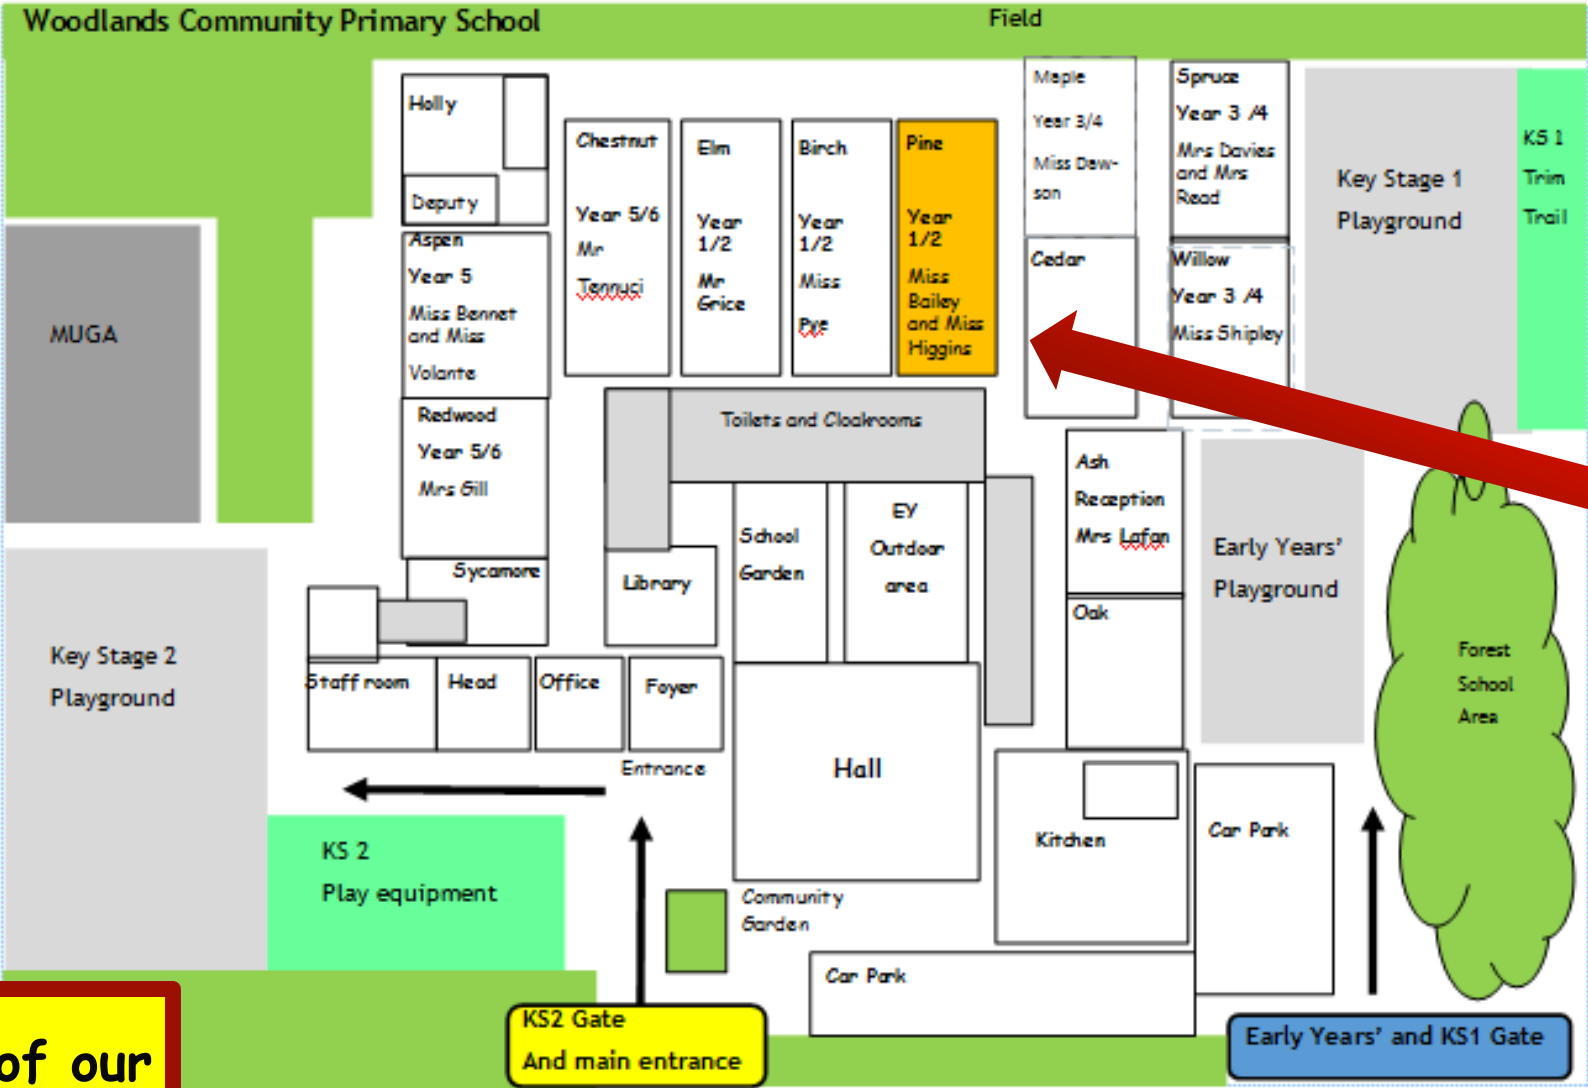 Woodlands Community Primary School
Field
Holly
Deputy
Aspen
Year 5
Miss Bennet
and Miss
Volante
Redwood
Year 5/6
Mrs Gill
Sycamore
Chestnut
Year 5/6
Mr
Tennuci
Elm
Year
1/2
Mr
Grice
Birch
Year
1/2
Miss
Pye
Pine
Year
1/2
Miss
Bailey
and Miss
Higgins
Maple
Year 3/4
Miss Daw-
son
Cedar
Spruce
Year 3 /4
Mrs Davies
and Mrs
Read
Willow
Year 3 /4
Miss Shipley
Key Stage 1
Playground
KS 1
Trim
Trail
MUGA
Toilets and Cloakrooms
School
Garden
EY
Outdoor
area
Library
Ash
Reception
Mrs Lafan
Oak
Early Years'
Playground
Forest
School
Area
Key Stage 2
Playground
Staff room
Head
Office
Foyer
Entrance
Hall
Kitchen
Car Park
KS 2
Play equipment
Community
Garden
Car Park
KS2 Gate
And main entrance
Early Years' and KS1 Gate
of our